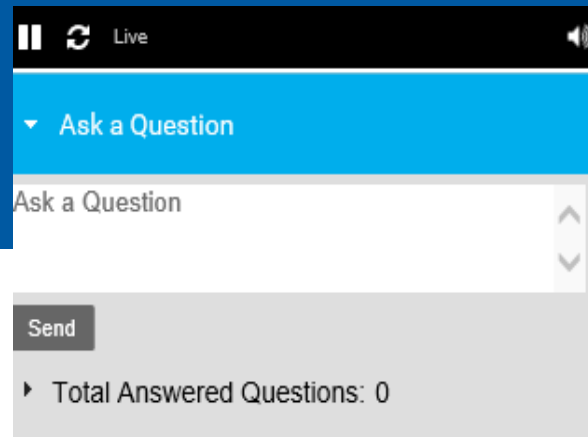 Live
Ask a Question
Ask a Question
Send
Total Answered Questions: 0